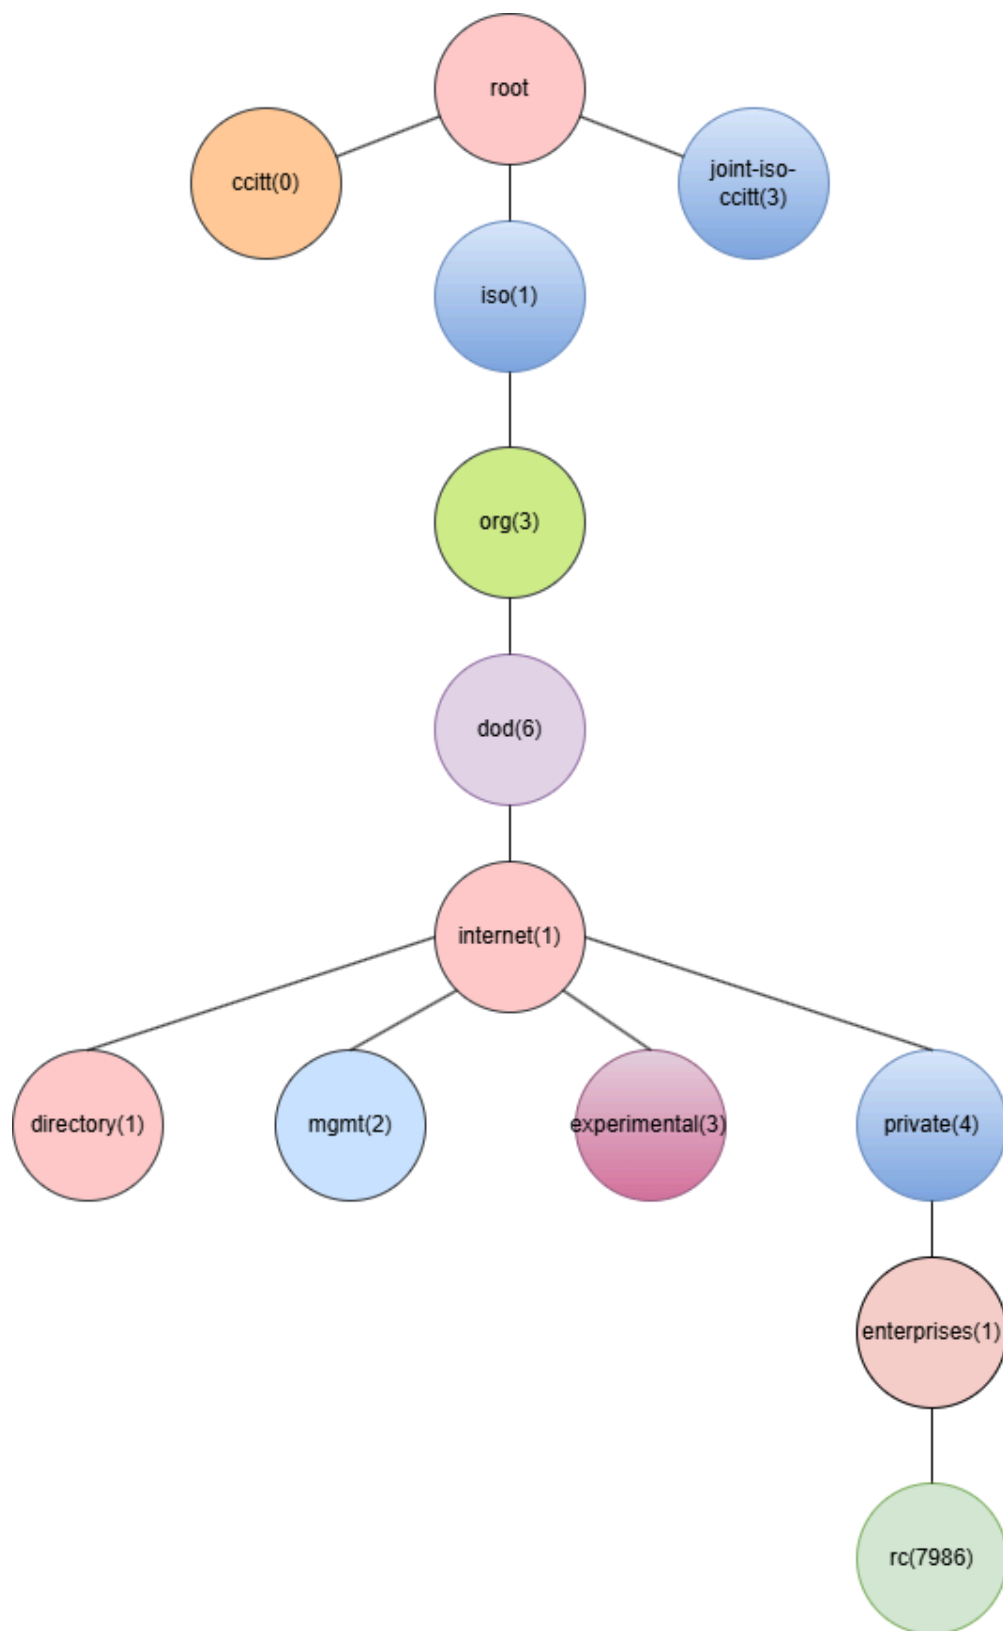 root
ccitt(0)
joint-iso-
ccitt(3)
iso(1)
org(3)
dod(6)
internet(1)
directory(1)
mgmt(2)
experimental(3)
private(4)
enterprises(1)
rc(7986)